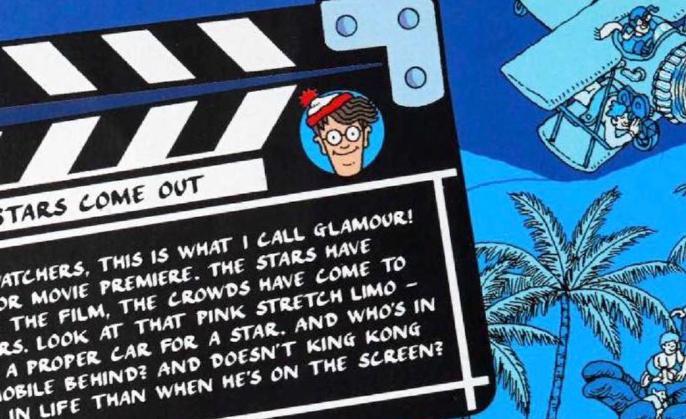 STARS COME OUT
WATCHERS, THIS IS WHAT I CALL GLAMOUR!
OR MOVIE PREMIERE. THE STARS HAVE
THE FILM, THE CROWDS HAVE COME TO
RS. LOOK AT THAT PINK STRETCH LIMO –
A PROPER CAR FOR A STAR. AND WHO'S IN
MOBILE BEHIND? AND DOESN'T KING KONG
IN LIFE THAN WHEN HE'S ON THE SCREEN?